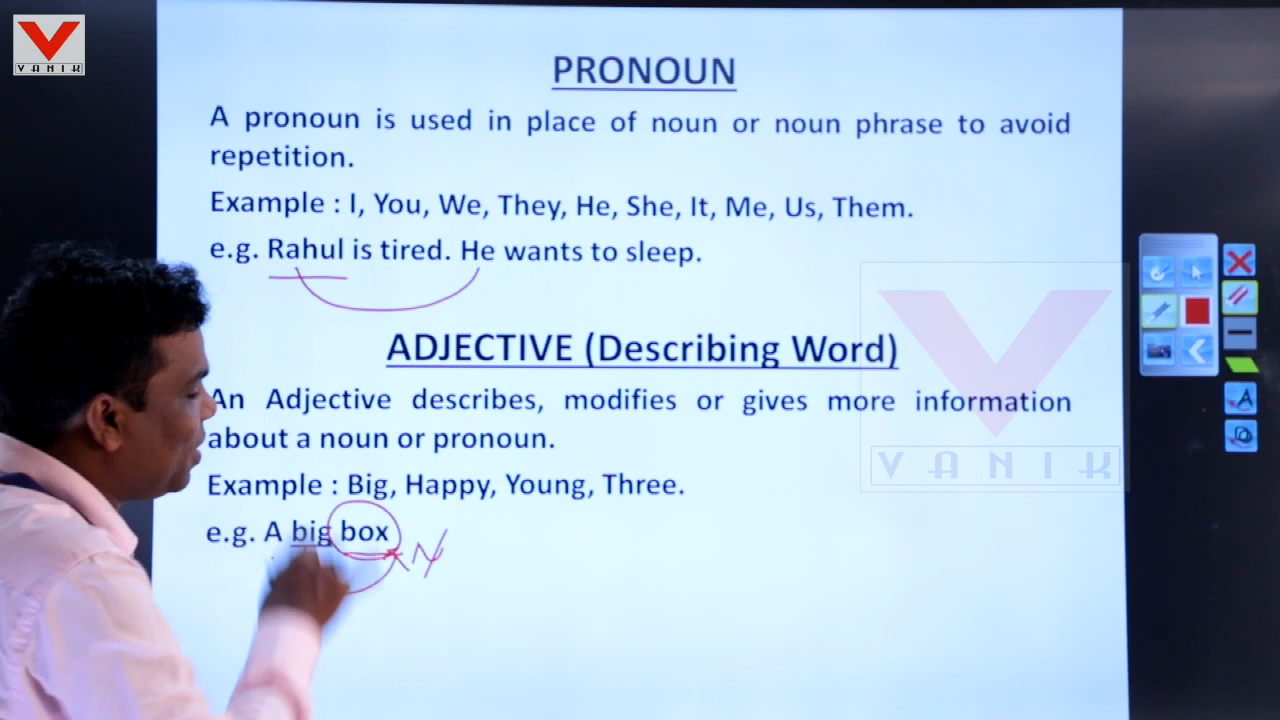 VANIK
PRONOUN
A pronoun is used in place of noun or noun phrase to avoid
repetition.
Example : I, You, We, They, He, She, It, Me, Us, Them.
e.g. Rahul is tired. He wants to sleep.
ADJECTIVE (Describing Word)
An Adjective describes, modifies or gives more information
about a noun or pronoun.
VANIK
Example : Big, Happy, Young, Three.
e.g. A big box
N